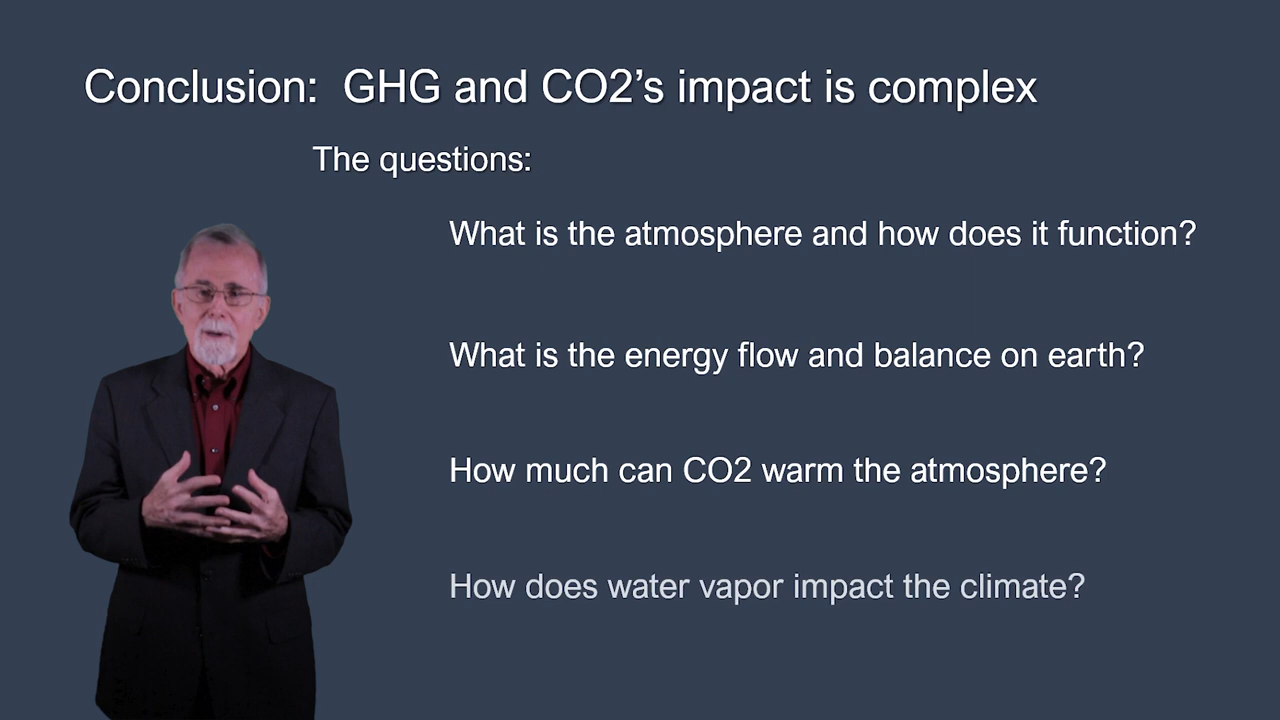 Conclusion:  GHG and CO2’s impact is complex
The questions:
What is the atmosphere and how does it function?
What is the energy flow and balance on earth?
How much can CO2 warm the atmosphere?
How does water vapor impact the climate?